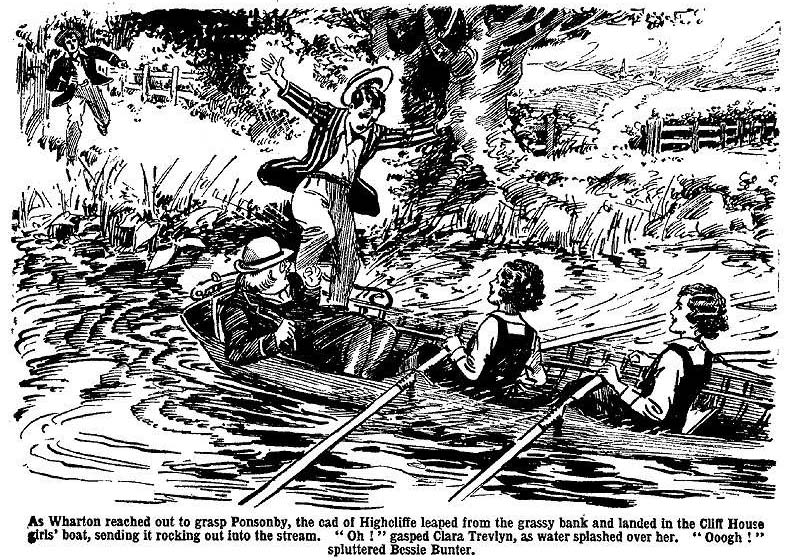 As Wharton reached out to grasp Ponsonby, the cad of Highcliffe leaped from the grassy bank and landed in the Cliff House
girls' boat, sending it rocking out into the stream. "Oh!" gasped Clara Trevlyn, as water splashed over her. "Ooogh!"
spluttered Bessie Bunter.